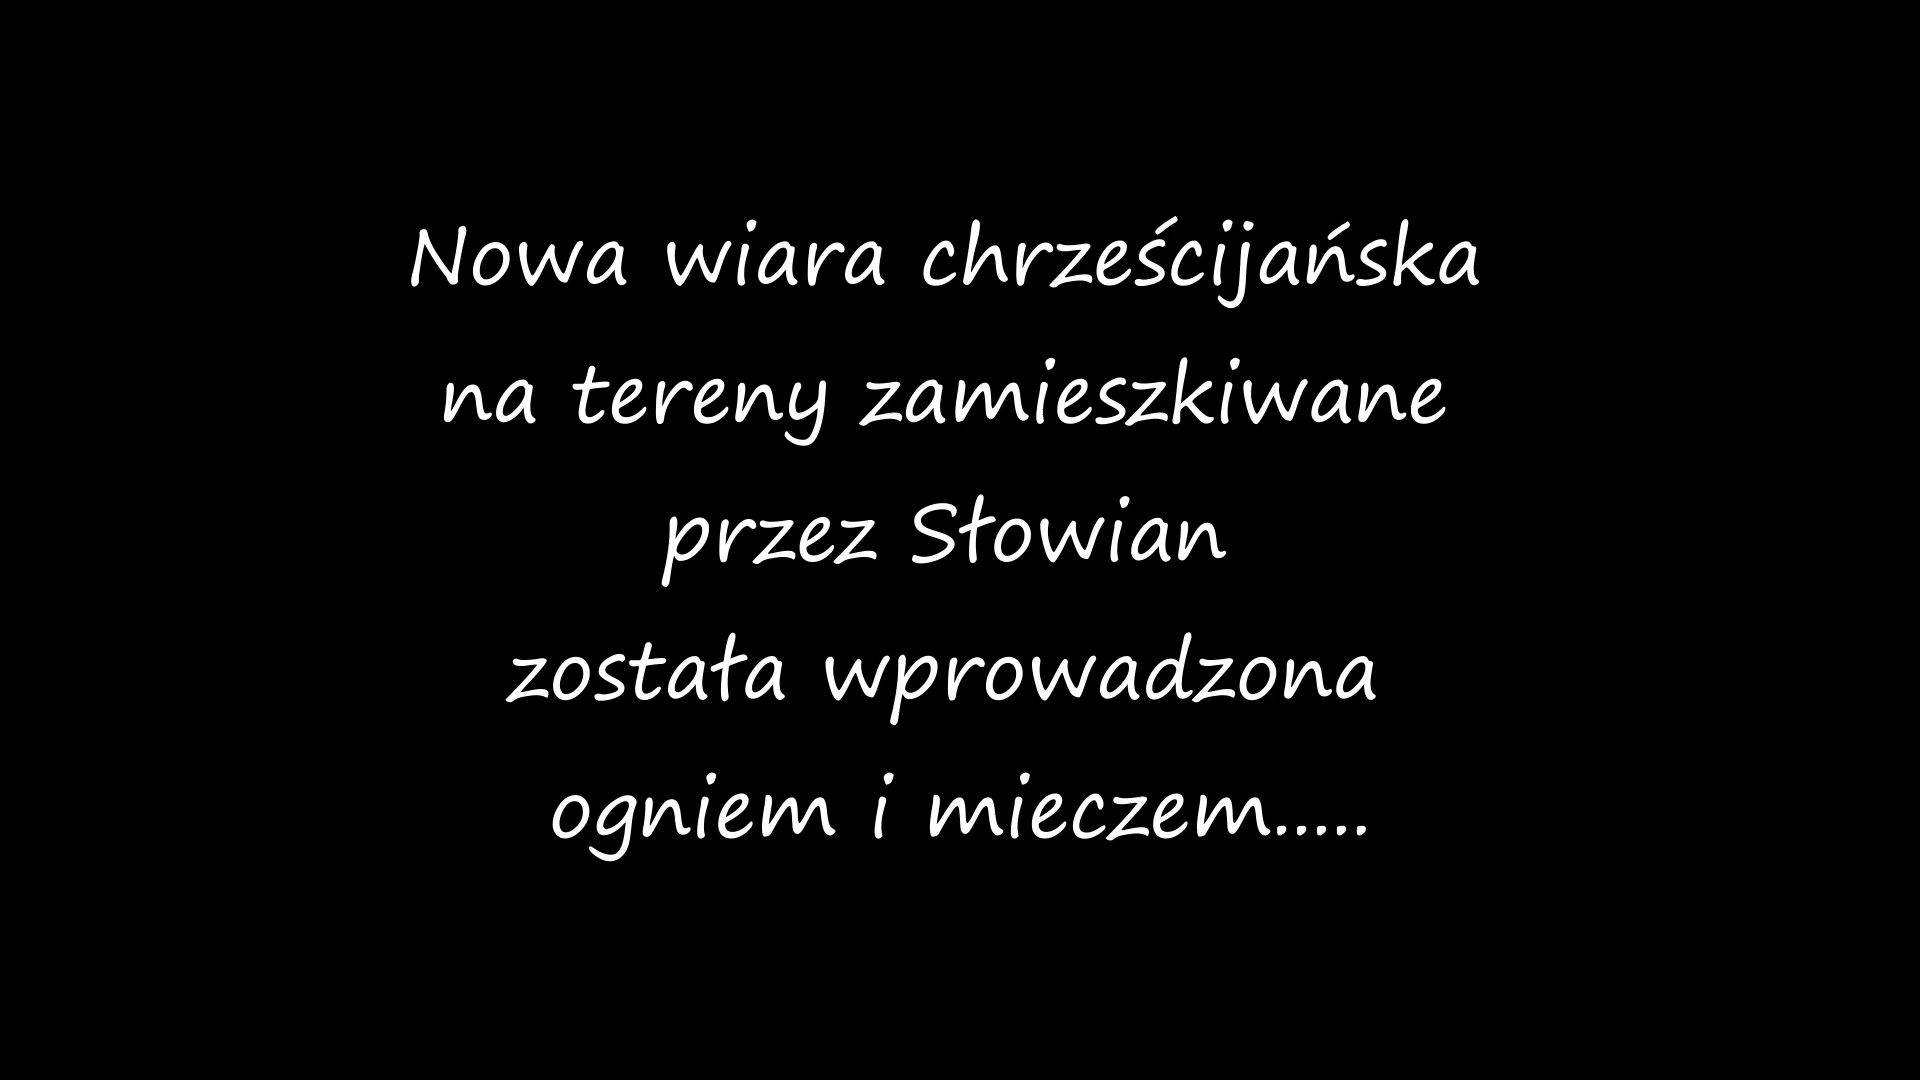 Nowa wiara chrześcijańska
na tereny zamieszkiwane
przez Słowian
została wprowadzona
ogniem i mieczem.....